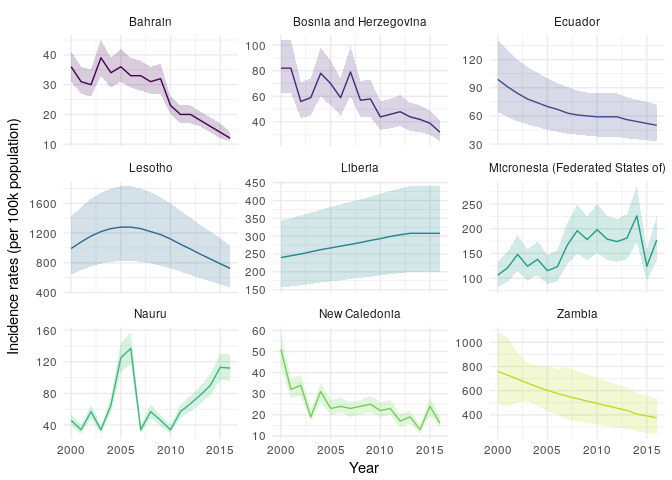 Bahrain
Bosnia and Herzegovina
Ecuador
40
30
20
10
100
80
60
40
120
90
60
30
Lesotho
Liberia
Micronesia (Federated States of)
1600
1200
800
400
450
400
350
300
250
200
150
250
200
150
100
Nauru
New Caledonia
Zambia
160
120
80
40
60
50
40
30
20
10
1000
800
600
400
2000 2005 2010 2015
2000 2005 2010 2015
2000 2005 2010 2015
Year
Incidence rates (per 100k population)